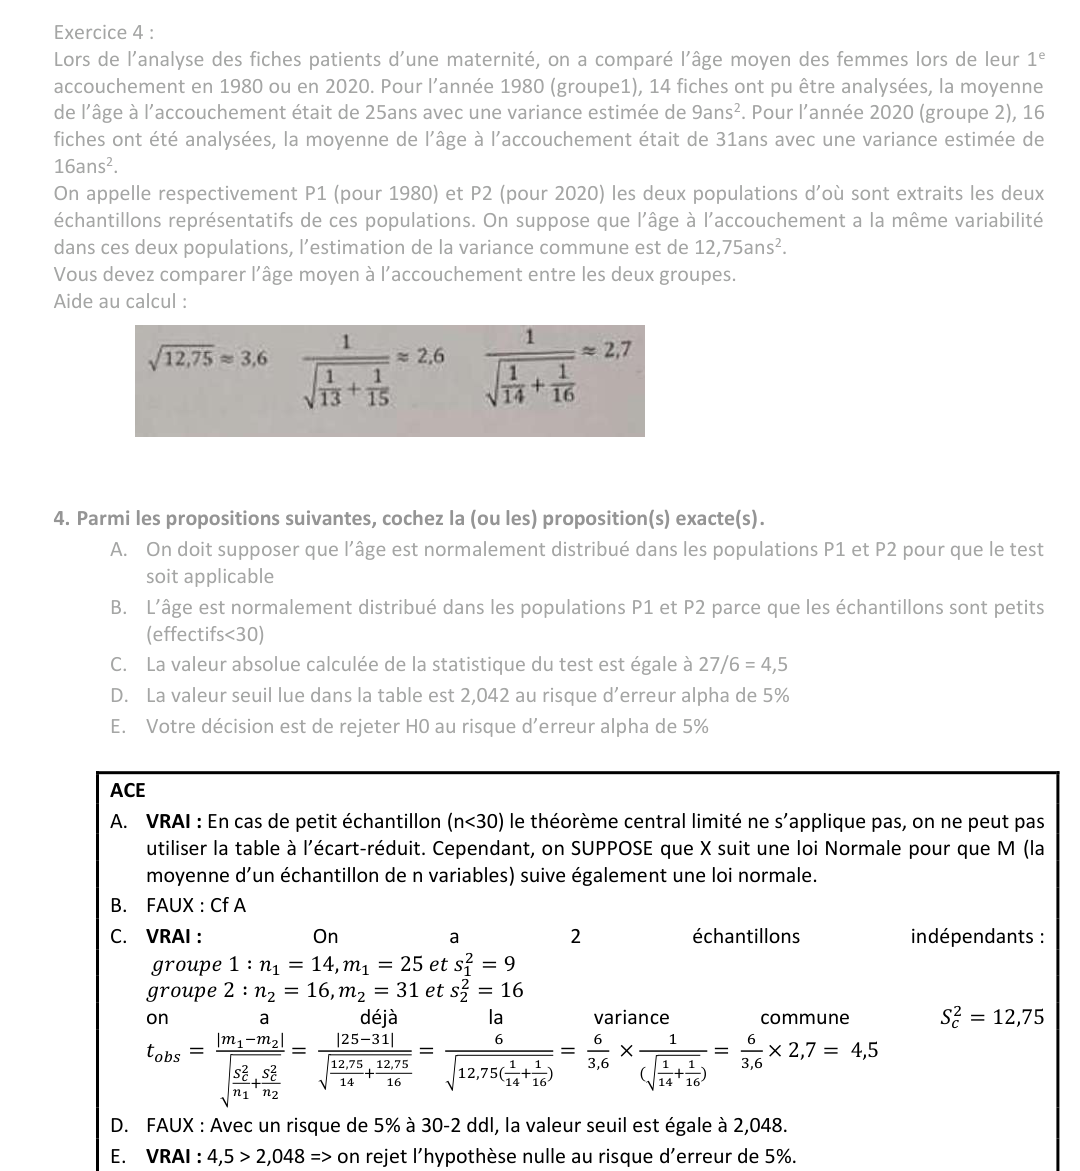 Exercice 4 :
Lors de l’analyse des fiches patients d’une maternité, on a comparé l’âge moyen des femmes lors de leur 1ᵉ
accouchement en 1980 ou en 2020. Pour l’année 1980 (groupe1), 14 fiches ont pu être analysées, la moyenne
de l’âge à l’accouchement était de 25ans avec une variance estimée de 9ans². Pour l’année 2020 (groupe 2), 16
fiches ont été analysées, la moyenne de l’âge à l’accouchement était de 31ans avec une variance estimée de
16ans².
On appelle respectivement P1 (pour 1980) et P2 (pour 2020) les deux populations d’où sont extraits les deux
échantillons représentatifs de ces populations. On suppose que l’âge à l’accouchement a la même variabilité
dans ces deux populations, l’estimation de la variance commune est de 12,75ans².
Vous devez comparer l’âge moyen à l’accouchement entre les deux groupes.
Aide au calcul :
√12,75 ≈ 3,6 1/√(1/13 + 1/15) ≈ 2,6 1/√(1/14 + 1/16) ≈ 2,7
4. Parmi les propositions suivantes, cochez la (ou les) proposition(s) exacte(s).
A. On doit supposer que l’âge est normalement distribué dans les populations P1 et P2 pour que le test
soit applicable
B. L’âge est normalement distribué dans les populations P1 et P2 parce que les échantillons sont petits
(effectifs<30)
C. La valeur absolue calculée de la statistique du test est égale à 27/6 = 4,5
D. La valeur seuil lue dans la table est 2,042 au risque d’erreur alpha de 5%
E. Votre décision est de rejeter H0 au risque d’erreur alpha de 5%
ACE
A. VRAI : En cas de petit échantillon (n<30) le théorème central limité ne s’applique pas, on ne peut pas
utiliser la table à l’écart-réduit. Cependant, on SUPPOSE que X suit une loi Normale pour que M (la
moyenne d’un échantillon de n variables) suive également une loi normale.
B. FAUX : Cf A
C. VRAI : On a 2 échantillons indépendants :
groupe 1 : n₁ = 14, m₁ = 25 et s₁² = 9
groupe 2 : n₂ = 16, m₂ = 31 et s₂² = 16
on a déjà la variance commune S_c² = 12,75
t_obs = |m₁−m₂|/√(s_c²/n₁ + s_c²/n₂) = |25−31|/√(12,75/14 + 12,75/16) = 6/√(12,75(1/14 + 1/16)) = 6/3,6 × 1/(√(1/14 + 1/16)) = 6/3,6 × 2,7 = 4,5
D. FAUX : Avec un risque de 5% à 30-2 ddl, la valeur seuil est égale à 2,048.
E. VRAI : 4,5 > 2,048 => on rejet l’hypothèse nulle au risque d’erreur de 5%.